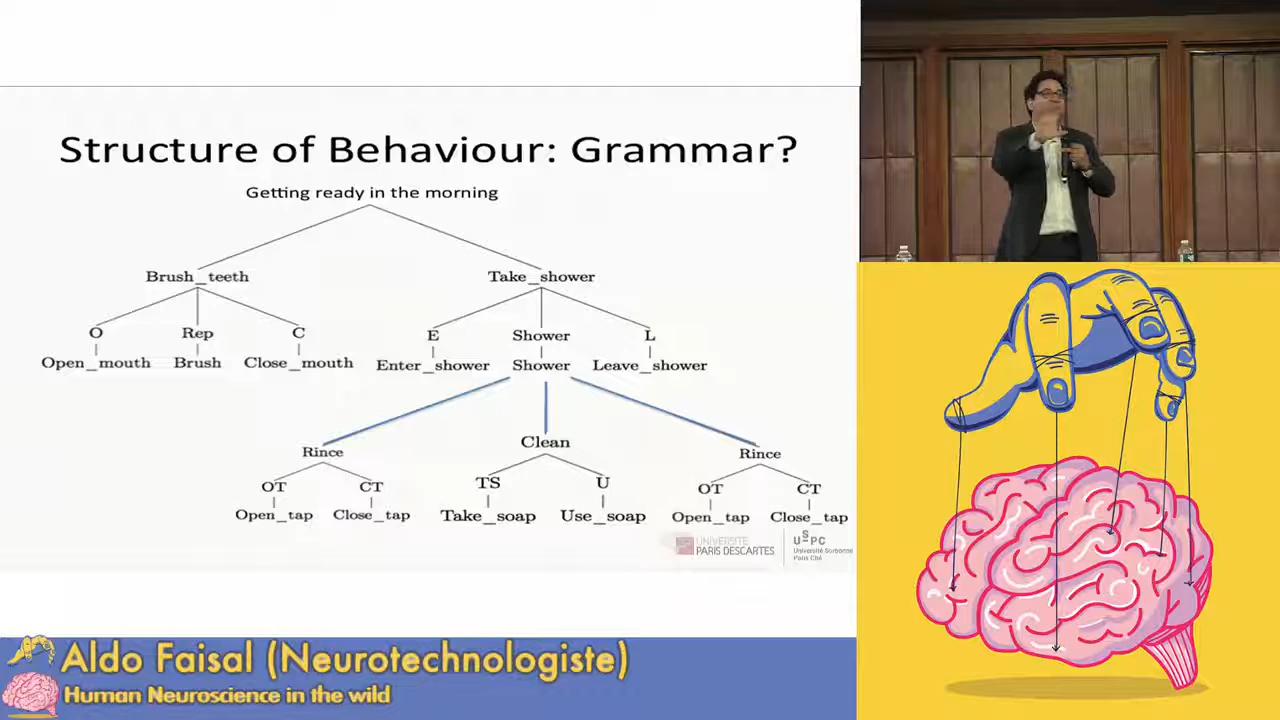 Structure of Behaviour: Grammar?
Getting ready in the morning
Brush_teeth Take_shower
O Rep C E Shower L
Open_mouth Brush Close_mouth Enter_shower Shower Leave_shower
Rince Clean Rince
OT CT TS U OT CT
Open_tap Close_tap Take_soap Use_soap Open_tap Close_tap
UNIVERSITÉ
PARIS DESCARTES
USPC
Université Sorbonne
Paris Cité
Aldo Faisal (Neurotechnologiste)
Human Neuroscience in the wild